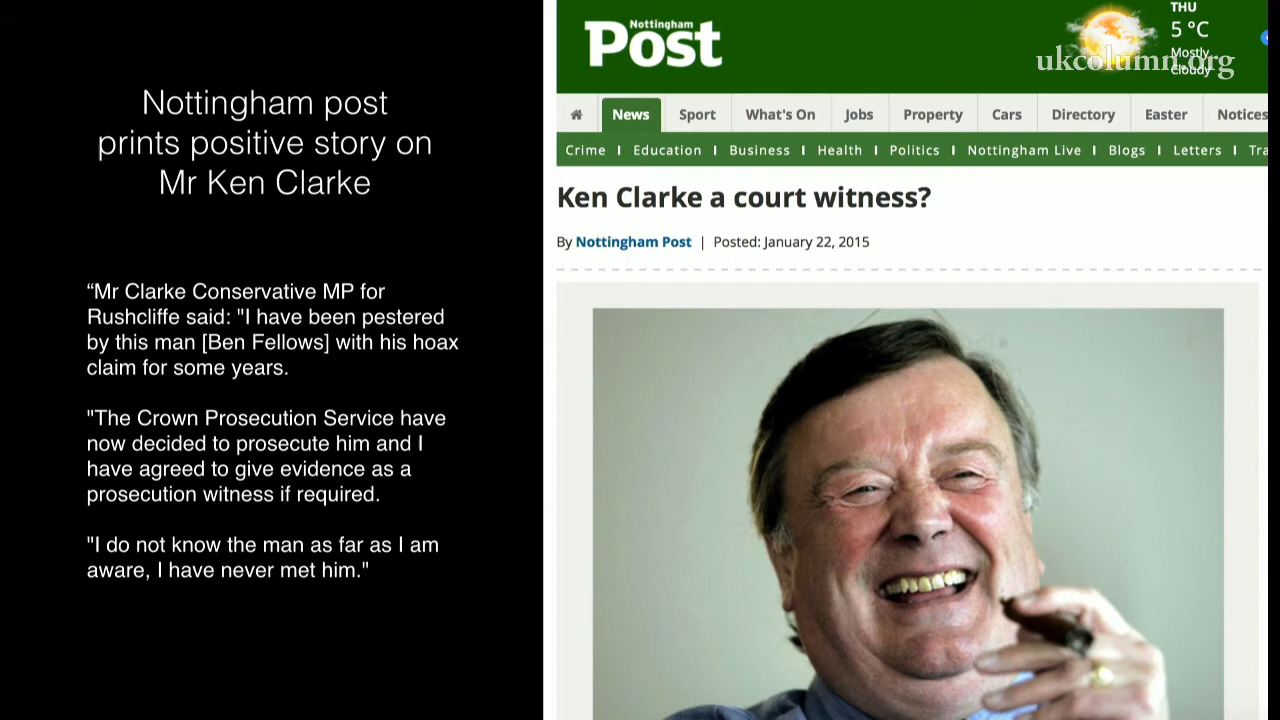 Nottingham post
prints positive story on
Mr Ken Clarke
“Mr Clarke Conservative MP for
Rushcliffe said: "I have been pestered
by this man [Ben Fellows] with his hoax
claim for some years.
"The Crown Prosecution Service have
now decided to prosecute him and I
have agreed to give evidence as a
prosecution witness if required.
"I do not know the man as far as I am
aware, I have never met him."
Nottingham
Post
THU
5 °C
Mostly
Cloudy
ukcolumn.org
News Sport What's On Jobs Property Cars Directory Easter Notices
Crime I Education I Business I Health I Politics I Nottingham Live I Blogs I Letters I Tra
Ken Clarke a court witness?
By Nottingham Post | Posted: January 22, 2015